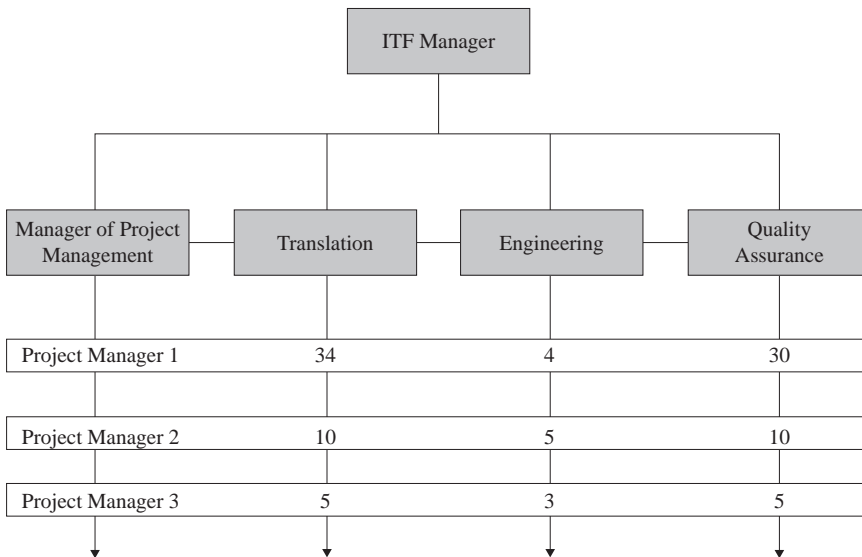 ITF Manager
Manager of Project
Management
Translation
Engineering
Quality
Assurance
Project Manager 1 34 4 30
Project Manager 2 10 5 10
Project Manager 3 5 3 5